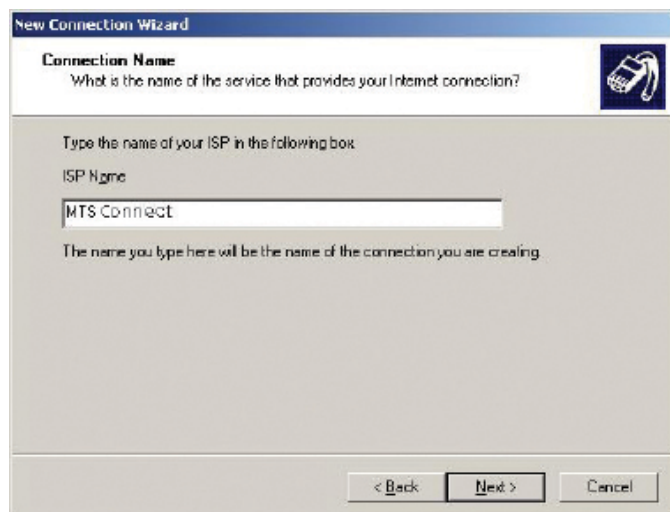 New Connection Wizard
Connection Name
What is the name of the service that provides your Internet connection?
Type the name of your ISP in the following box.
ISP Name
MTS Connect
The name you type here will be the name of the connection you are creating.
< Back
Next >
Cancel